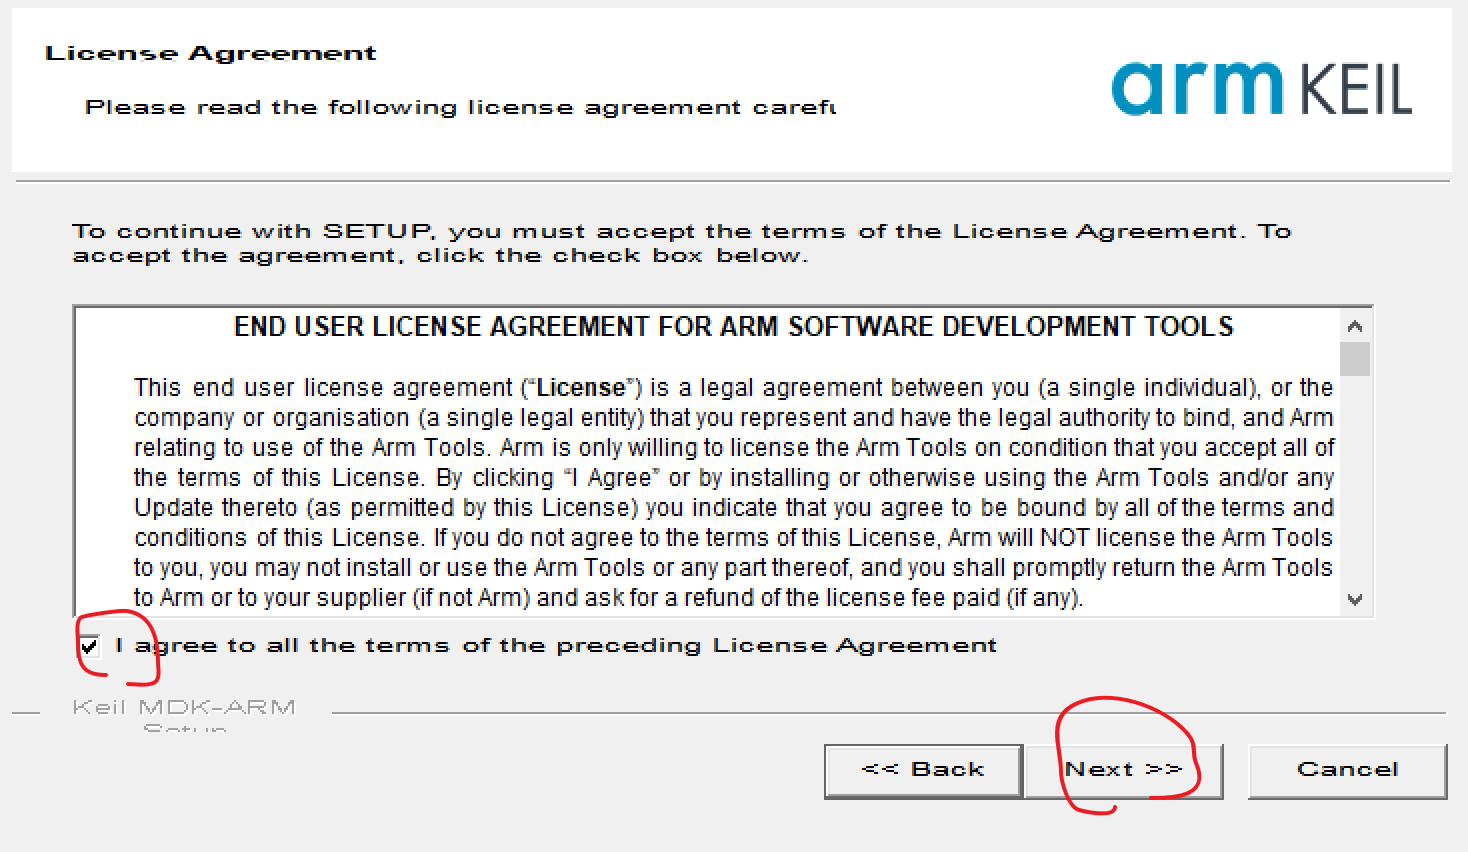 License Agreement
arm KEIL
Please read the following license agreement caref
To continue with SETUP, you must accept the terms of the License Agreement. To
accept the agreement, click the check box below.
END USER LICENSE AGREEMENT FOR ARM SOFTWARE DEVELOPMENT TOOLS
This end user license agreement (“License”) is a legal agreement between you (a single individual), or the
company or organisation (a single legal entity) that you represent and have the legal authority to bind, and Arm
relating to use of the Arm Tools. Arm is only willing to license the Arm Tools on condition that you accept all of
the terms of this License. By clicking “I Agree” or by installing or otherwise using the Arm Tools and/or any
Update thereto (as permitted by this License) you indicate that you agree to be bound by all of the terms and
conditions of this License. If you do not agree to the terms of this License, Arm will NOT license the Arm Tools
to you, you may not install or use the Arm Tools or any part thereof, and you shall promptly return the Arm Tools
to Arm or to your supplier (if not Arm) and ask for a refund of the license fee paid (if any).
I agree to all the terms of the preceding License Agreement
Keil MDK-ARM
Setup
<< Back
Next >>
Cancel